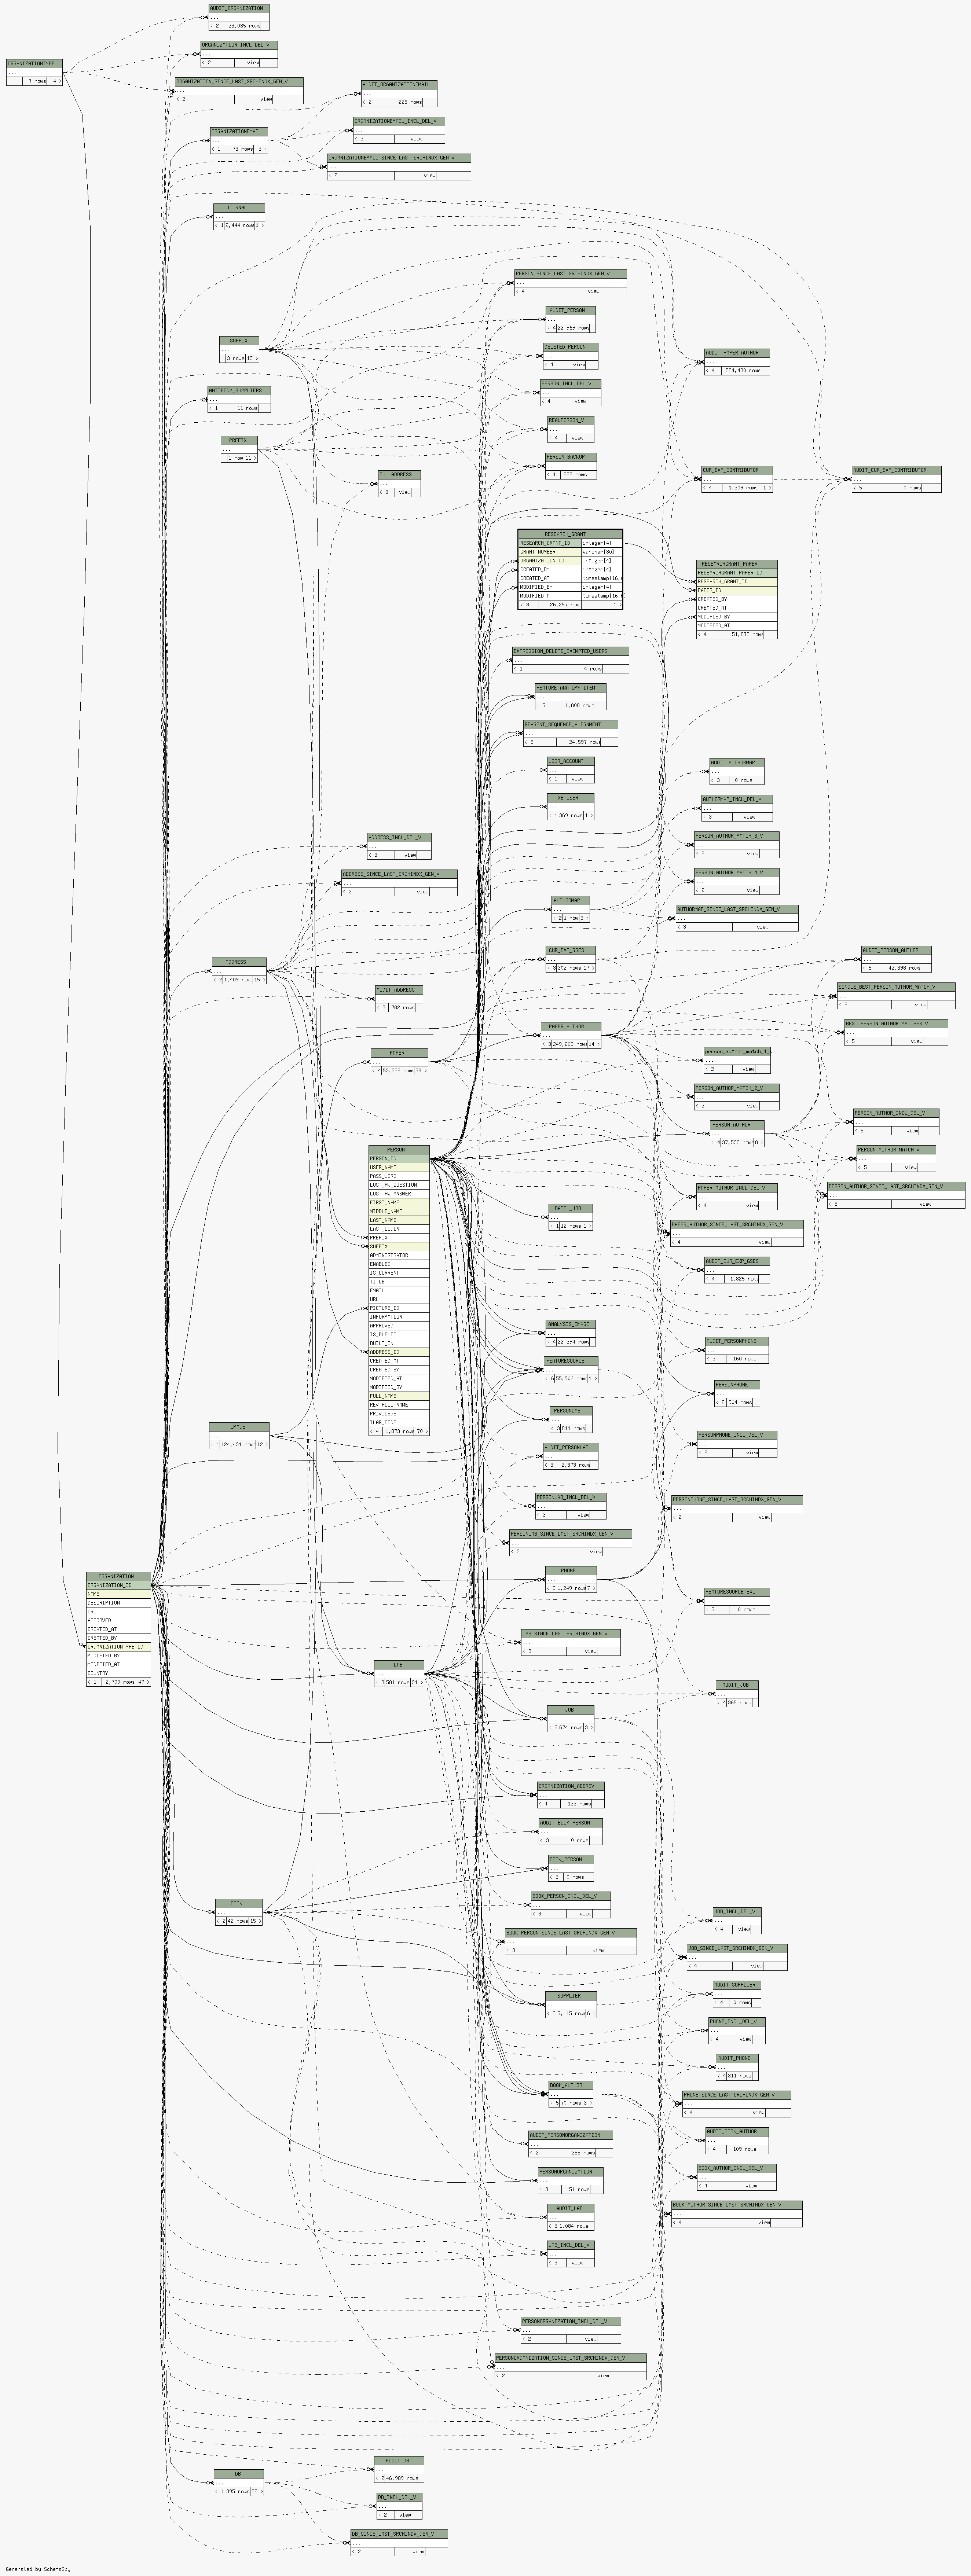 AUDIT_ORGANIZATION
...
< 2 23,035 rows
ORGANIZATION_INCL_DEL_V
...
< 2 view
ORGANIZATIONTYPE
...
7 rows 4 >
ORGANIZATION_SINCE_LAST_SRCHINDX_GEN_V
...
< 2 view
AUDIT_ORGANIZATIONEMAIL
...
< 2 226 rows
ORGANIZATIONEMAIL_INCL_DEL_V
...
< 2 view
ORGANIZATIONEMAIL
...
< 1 73 rows 3 >
ORGANIZATIONEMAIL_SINCE_LAST_SRCHINDX_GEN_V
...
< 2 view
JOURNAL
...
< 1 2,444 rows 1 >
PERSON_SINCE_LAST_SRCHINDX_GEN_V
...
< 4 view
AUDIT_PERSON
...
< 4 22,969 rows
SUFFIX
...
3 rows 13 >
DELETED_PERSON
...
< 4 view
AUDIT_PAPER_AUTHOR
...
< 4 584,480 rows
ANTIBODY_SUPPLIERS
...
< 1 11 rows
PERSON_INCL_DEL_V
...
< 4 view
REALPERSON_V
...
< 4 view
PREFIX
...
1 row 11 >
PERSON_BACKUP
...
< 4 828 rows
FULLADDRESS
...
< 3 view
CUR_EXP_CONTRIBUTOR
...
< 4 1,309 rows 1 >
AUDIT_CUR_EXP_CONTRIBUTOR
...
< 5 0 rows
RESEARCH_GRANT
RESEARCH_GRANT_ID integer[4]
GRANT_NUMBER varchar[80]
ORGANIZATION_ID integer[4]
CREATED_BY integer[4]
CREATED_AT timestamp[16,6]
MODIFIED_BY integer[4]
MODIFIED_AT timestamp[16,6]
< 3 26,257 rows 1 >
RESEARCHGRANT_PAPER
RESEARCHGRANT_PAPER_ID
RESEARCH_GRANT_ID
PAPER_ID
CREATED_BY
CREATED_AT
MODIFIED_BY
MODIFIED_AT
< 4 51,873 rows
EXPRESSION_DELETE_EXEMPTED_USERS
...
< 1 4 rows
FEATURE_ANATOMY_ITEM
...
< 5 1,808 rows
REAGENT_SEQUENCE_ALIGNMENT
...
< 5 24,597 rows
USER_ACCOUNT
...
< 1 view
AUDIT_AUTHORMAP
...
< 3 0 rows
XB_USER
...
< 1 369 rows 1 >
AUTHORMAP_INCL_DEL_V
...
< 3 view
ADDRESS_INCL_DEL_V
...
< 3 view
PERSON_AUTHOR_MATCH_3_V
...
< 2 view
ADDRESS_SINCE_LAST_SRCHINDX_GEN_V
...
< 3 view
PERSON_AUTHOR_MATCH_4_V
...
< 2 view
AUTHORMAP
...
< 2 1 row 3 >
AUTHORMAP_SINCE_LAST_SRCHINDX_GEN_V
...
< 3 view
ADDRESS
...
< 2 1,409 rows 15 >
CUR_EXP_GSES
...
< 3 302 rows 17 >
AUDIT_PERSON_AUTHOR
...
< 5 42,398 rows
AUDIT_ADDRESS
...
< 3 782 rows
SINGLE_BEST_PERSON_AUTHOR_MATCH_V
...
< 5 view
PAPER_AUTHOR
...
< 3 249,205 rows 14 >
BEST_PERSON_AUTHOR_MATCHES_V
...
< 5 view
PAPER
...
< 4 53,335 rows 38 >
person_author_match_1_v
...
< 2 view
PERSON_AUTHOR_MATCH_2_V
...
< 2 view
PERSON_AUTHOR
...
< 4 37,532 rows 8 >
PERSON_AUTHOR_INCL_DEL_V
...
< 5 view
PERSON_AUTHOR_MATCH_V
...
< 5 view
PERSON_AUTHOR_SINCE_LAST_SRCHINDX_GEN_V
...
< 5 view
PERSON
PERSON_ID
USER_NAME
PASS_WORD
LOST_PW_QUESTION
LOST_PW_ANSWER
FIRST_NAME
MIDDLE_NAME
LAST_NAME
LAST_LOGIN
PREFIX
SUFFIX
ADMINISTRATOR
ENABLED
IS_CURRENT
TITLE
EMAIL
URL
PICTURE_ID
INFORMATION
APPROVED
IS_PUBLIC
BUILT_IN
ADDRESS_ID
CREATED_AT
CREATED_BY
MODIFIED_AT
MODIFIED_BY
FULL_NAME
REV_FULL_NAME
PRIVILEGE
ILAR_CODE
< 4 1,873 rows 70 >
PAPER_AUTHOR_INCL_DEL_V
...
< 4 view
BATCH_JOB
...
< 1 12 rows 1 >
PAPER_AUTHOR_SINCE_LAST_SRCHINDX_GEN_V
...
< 4 view
AUDIT_CUR_EXP_GSES
...
< 4 1,825 rows
ANALYSIS_IMAGE
...
< 4 22,394 rows
AUDIT_PERSONPHONE
...
< 2 160 rows
FEATURESOURCE
...
< 6 55,906 rows 1 >
PERSONPHONE
...
< 2 904 rows
PERSONLAB
...
< 3 811 rows
IMAGE
...
< 1 124,431 rows 12 >
PERSONPHONE_INCL_DEL_V
...
< 2 view
AUDIT_PERSONLAB
...
< 3 2,373 rows
PERSONLAB_INCL_DEL_V
...
< 3 view
PERSONPHONE_SINCE_LAST_SRCHINDX_GEN_V
...
< 2 view
PERSONLAB_SINCE_LAST_SRCHINDX_GEN_V
...
< 3 view
PHONE
...
< 3 1,249 rows 7 >
ORGANIZATION
ORGANIZATION_ID
NAME
DESCRIPTION
URL
APPROVED
CREATED_AT
CREATED_BY
ORGANIZATIONTYPE_ID
MODIFIED_BY
MODIFIED_AT
COUNTRY
< 1 2,700 rows 47 >
FEATURESOURCE_EXC
...
< 5 0 rows
LAB_SINCE_LAST_SRCHINDX_GEN_V
...
< 3 view
LAB
...
< 3 581 rows 21 >
AUDIT_JOB
...
< 4 365 rows
JOB
...
< 5 674 rows 3 >
ORGANIZATION_ABBREV
...
< 4 123 rows
AUDIT_BOOK_PERSON
...
< 3 0 rows
BOOK_PERSON
...
< 3 0 rows
BOOK
...
< 2 42 rows 15 >
BOOK_PERSON_INCL_DEL_V
...
< 3 view
JOB_INCL_DEL_V
...
< 4 view
BOOK_PERSON_SINCE_LAST_SRCHINDX_GEN_V
...
< 3 view
JOB_SINCE_LAST_SRCHINDX_GEN_V
...
< 4 view
AUDIT_SUPPLIER
...
< 4 0 rows
SUPPLIER
...
< 3 5,115 rows 6 >
PHONE_INCL_DEL_V
...
< 4 view
AUDIT_PHONE
...
< 4 311 rows
BOOK_AUTHOR
...
< 5 70 rows 3 >
PHONE_SINCE_LAST_SRCHINDX_GEN_V
...
< 4 view
AUDIT_BOOK_AUTHOR
...
< 4 109 rows
AUDIT_PERSONORGANIZATION
...
< 2 288 rows
BOOK_AUTHOR_INCL_DEL_V
...
< 4 view
PERSONORGANIZATION
...
< 3 51 rows
BOOK_AUTHOR_SINCE_LAST_SRCHINDX_GEN_V
...
< 4 view
AUDIT_LAB
...
< 3 1,084 rows
LAB_INCL_DEL_V
...
< 3 view
PERSONORGANIZATION_INCL_DEL_V
...
< 2 view
PERSONORGANIZATION_SINCE_LAST_SRCHINDX_GEN_V
...
< 2 view
AUDIT_DB
...
< 2 46,989 rows
DB
...
< 1 395 rows 22 >
DB_INCL_DEL_V
...
< 2 view
DB_SINCE_LAST_SRCHINDX_GEN_V
...
< 2 view
Generated by SchemaSpy